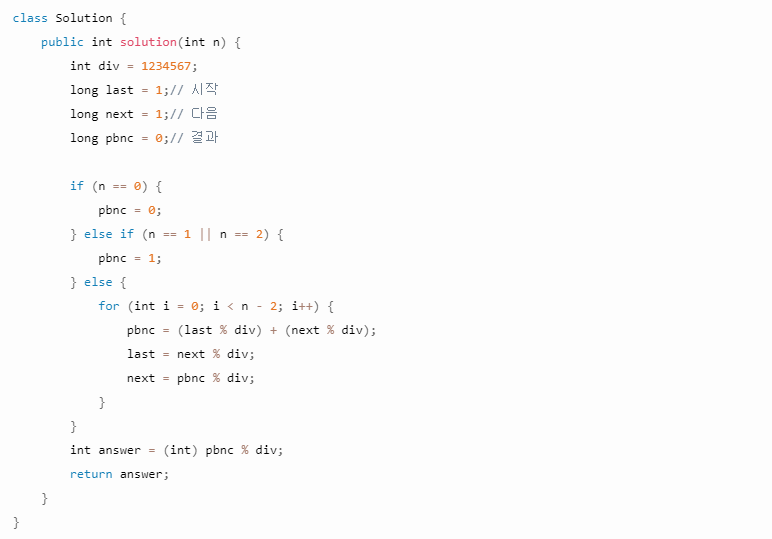 class Solution {
    public int solution(int n) {
        int div = 1234567;
        long last = 1;// 시작
        long next = 1;// 다음
        long pbnc = 0;// 결과

        if (n == 0) {
            pbnc = 0;
        } else if (n == 1 || n == 2) {
            pbnc = 1;
        } else {
            for (int i = 0; i < n - 2; i++) {
                pbnc = (last % div) + (next % div);
                last = next % div;
                next = pbnc % div;
            }
        }
        int answer = (int) pbnc % div;
        return answer;
    }
}